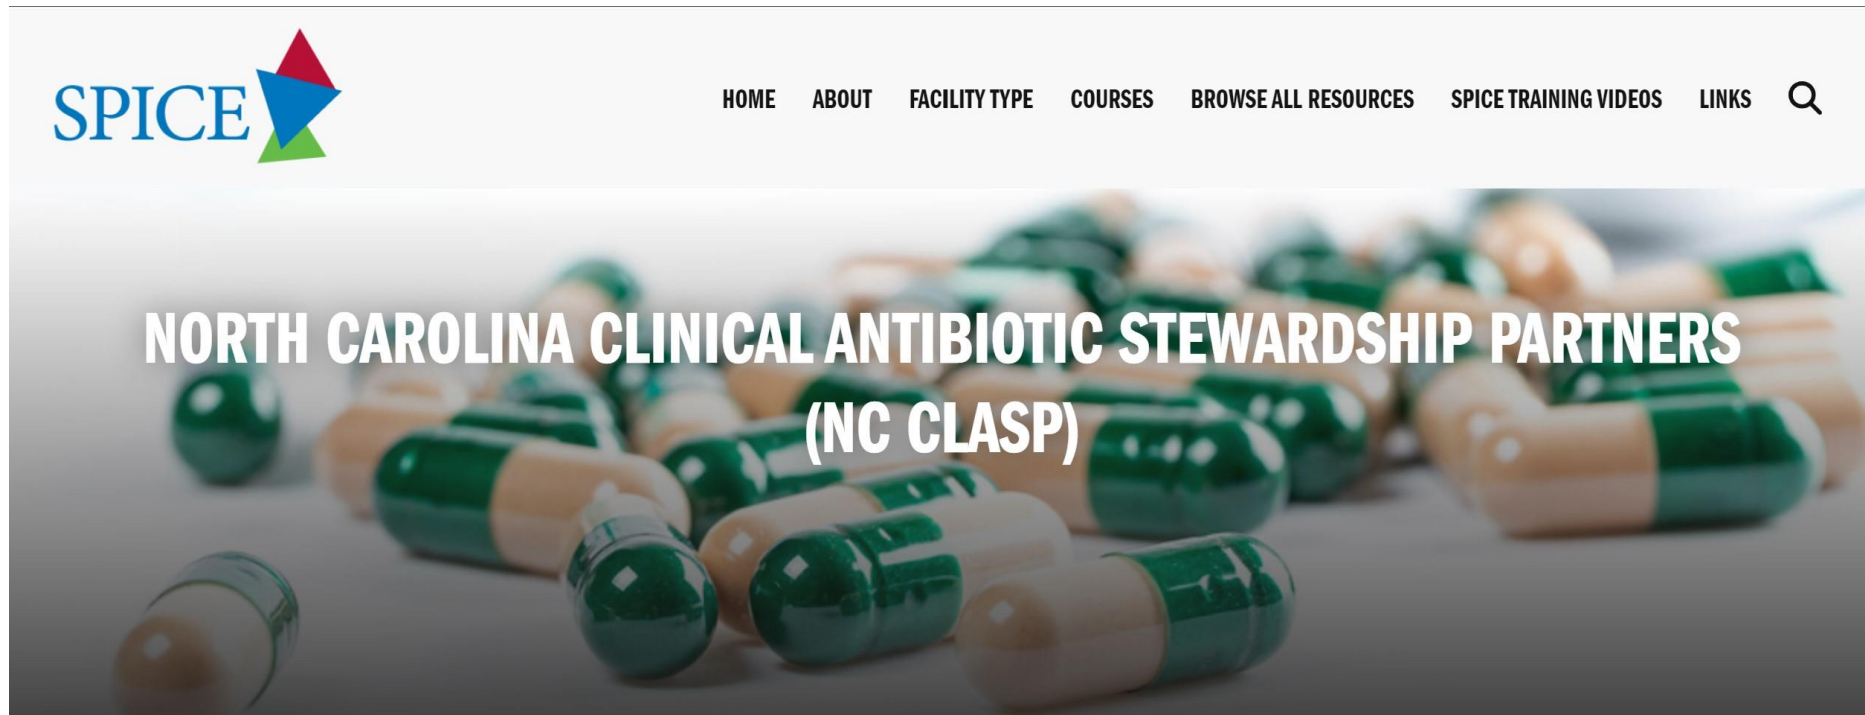 SPICE
HOME ABOUT FACILITY TYPE COURSES BROWSE ALL RESOURCES SPICE TRAINING VIDEOS LINKS
NORTH CAROLINA CLINICAL ANTIBIOTIC STEWARDSHIP PARTNERS
(NC CLASP)